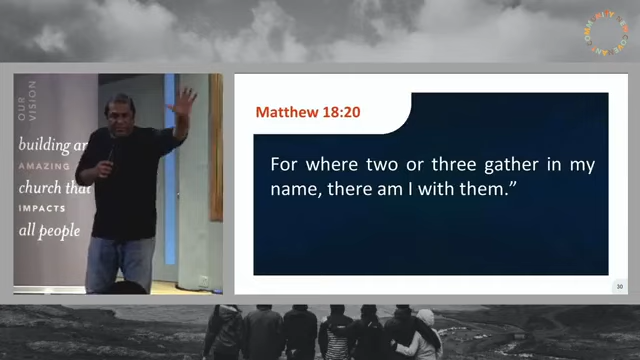 OUR
VISION
building an
AMAZING
church that
IMPACTS
all people
Matthew 18:20
For where two or three gather in my
name, there am I with them.”
30